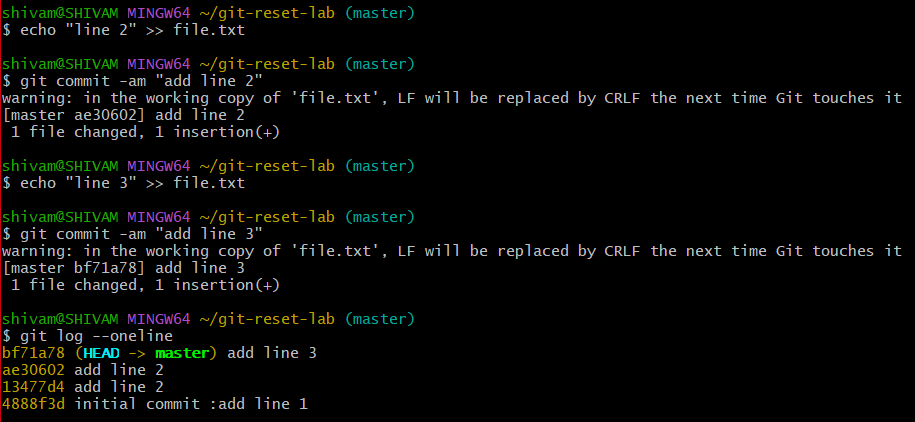 shivam@SHIVAM MINGW64 ~/git-reset-lab (master)
$ echo "line 2" >> file.txt
shivam@SHIVAM MINGW64 ~/git-reset-lab (master)
$ git commit -am "add line 2"
warning: in the working copy of 'file.txt', LF will be replaced by CRLF the next time Git touches it
[master ae30602] add line 2
 1 file changed, 1 insertion(+)
shivam@SHIVAM MINGW64 ~/git-reset-lab (master)
$ echo "line 3" >> file.txt
shivam@SHIVAM MINGW64 ~/git-reset-lab (master)
$ git commit -am "add line 3"
warning: in the working copy of 'file.txt', LF will be replaced by CRLF the next time Git touches it
[master bf71a78] add line 3
 1 file changed, 1 insertion(+)
shivam@SHIVAM MINGW64 ~/git-reset-lab (master)
$ git log --oneline
bf71a78 (HEAD -> master) add line 3
ae30602 add line 2
13477d4 add line 2
4888f3d initial commit :add line 1